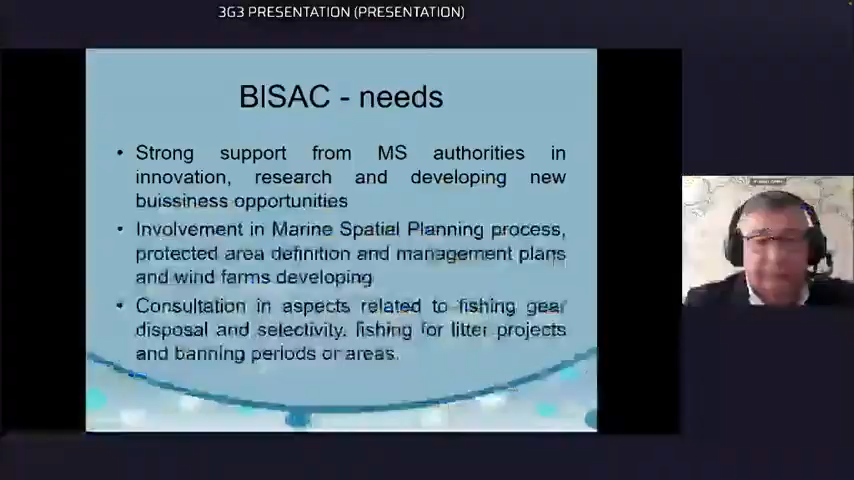 3G3 PRESENTATION (PRESENTATION)
BISAC - needs
• Strong support from MS authorities in
innovation, research and developing new
buissiness opportunities
• Involvement in Marine Spatial Planning process,
protected area definition and management plans
and wind farms developing
• Consultation in aspects related to fishing gear
disposal and selectivity. fishing for litter projects
and banning periods or areas.